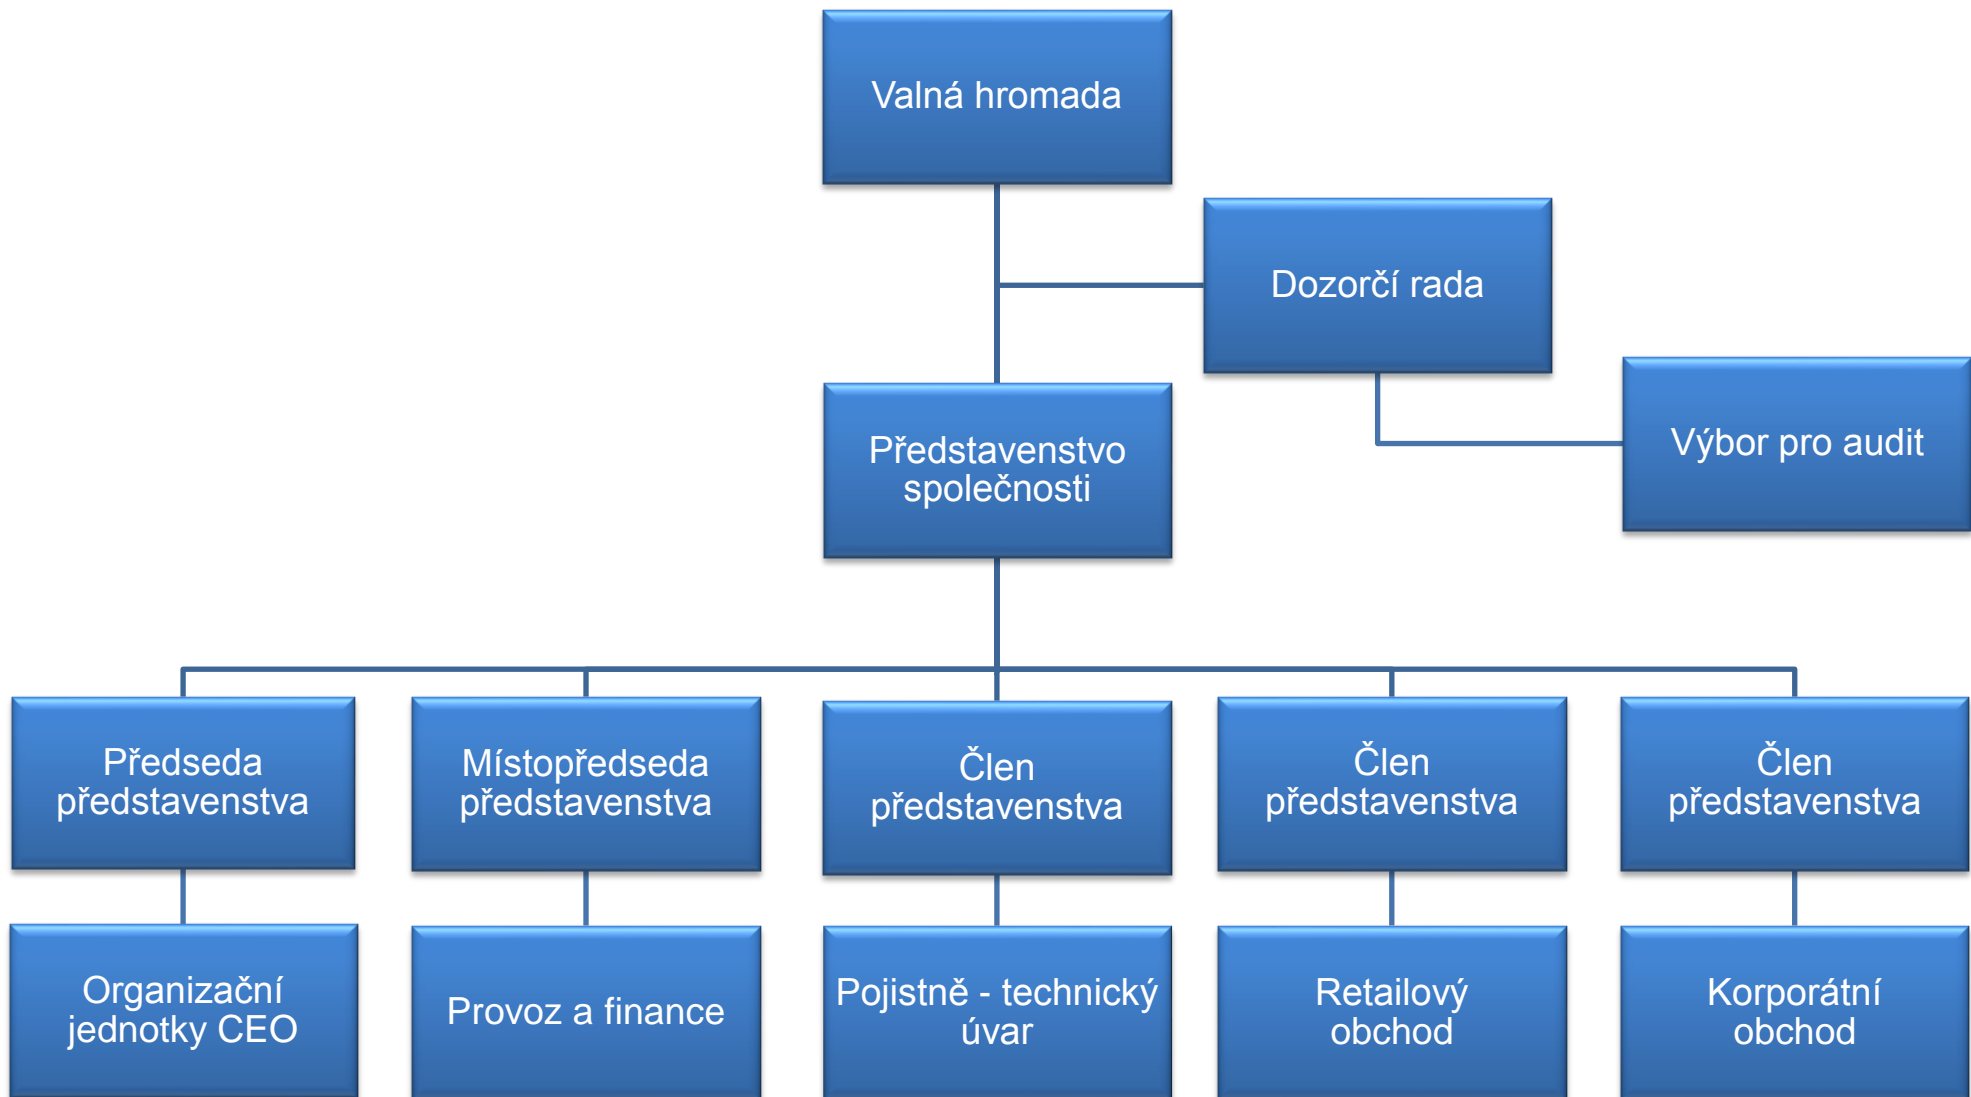 Valná hromada
Dozorčí rada
Výbor pro audit
Představenstvo
společnosti
Předseda
představenstva
Místopředseda
představenstva
Člen
představenstva
Člen
představenstva
Člen
představenstva
Organizační
jednotky CEO
Provoz a finance
Pojistně - technický
úvar
Retailový
obchod
Korporátní
obchod